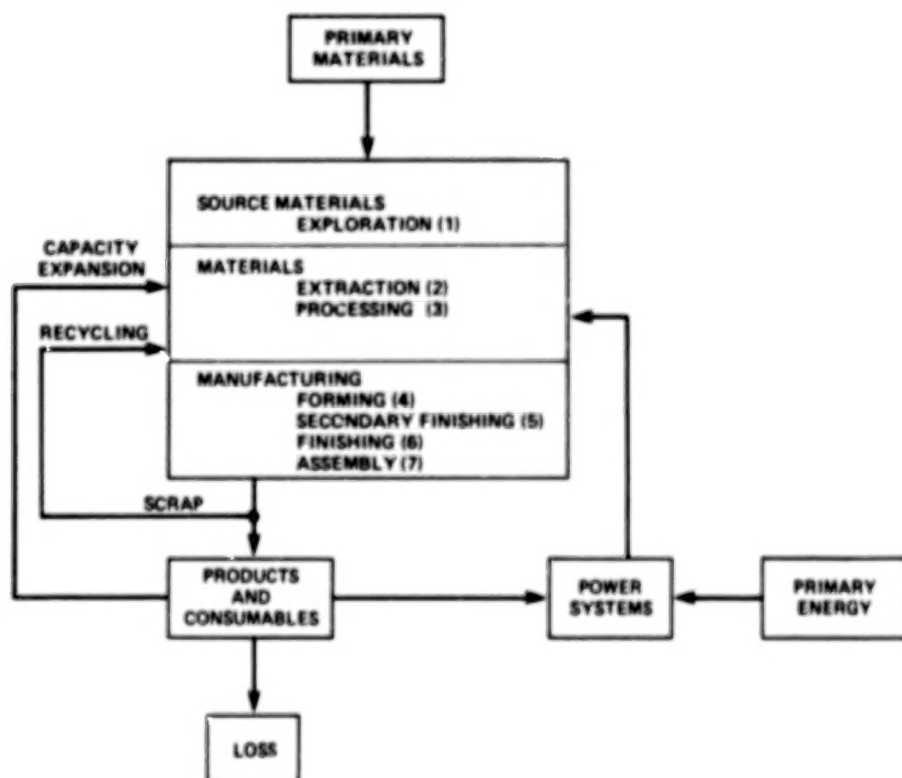 PRIMARY
MATERIALS
SOURCE MATERIALS
EXPLORATION (1)
CAPACITY
EXPANSION
MATERIALS
EXTRACTION (2)
PROCESSING (3)
RECYCLING
MANUFACTURING
FORMING (4)
SECONDARY FINISHING (5)
FINISHING (6)
ASSEMBLY (7)
SCRAP
PRODUCTS
AND
CONSUMABLES
POWER
SYSTEMS
PRIMARY
ENERGY
LOSS